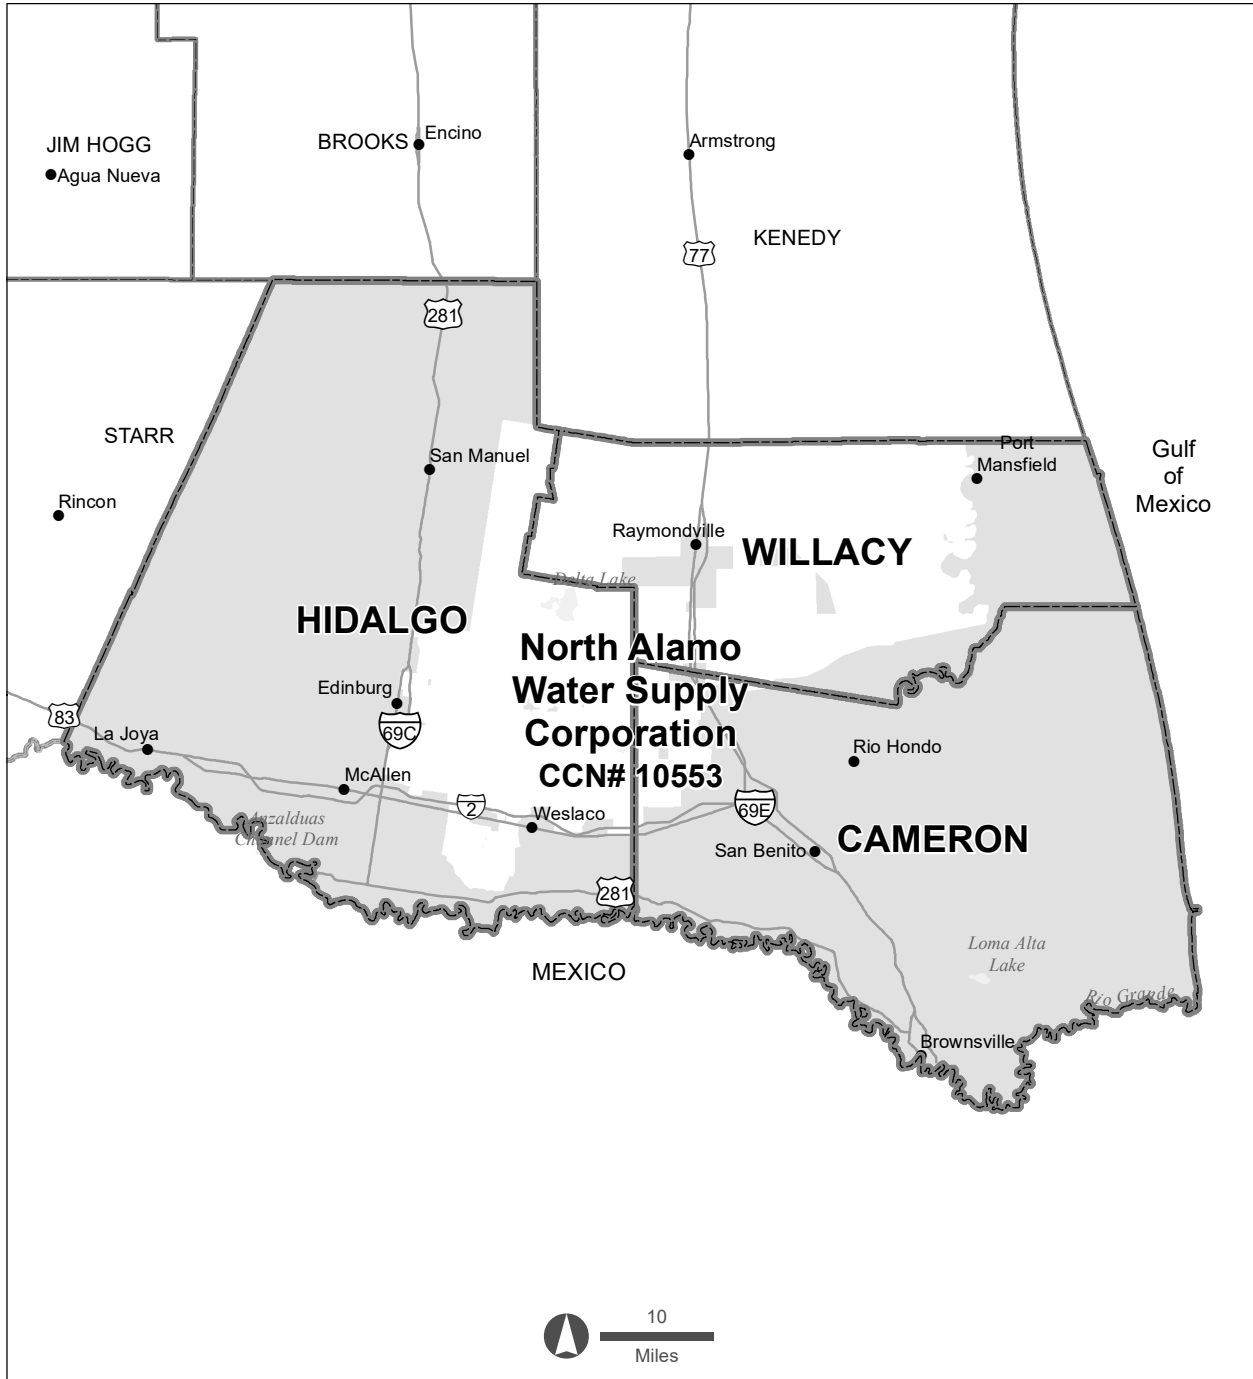 JIM HOGG
Agua Nueva
BROOKS
Encino
Armstrong
KENEDY
77
281
STARR
Rincon
San Manuel
Port
Mansfield
Gulf
of
Mexico
Raymondville
WILLACY
Delta Lake
HIDALGO
North Alamo
Water Supply
Corporation
CCN# 10553
Edinburg
69C
83
La Joya
McAllen
2
Weslaco
Rio Hondo
69E
CAMERON
San Benito
Anzalduas
Channel Dam
281
MEXICO
Loma Alta
Lake
Rio Grande
Brownsville
10
Miles